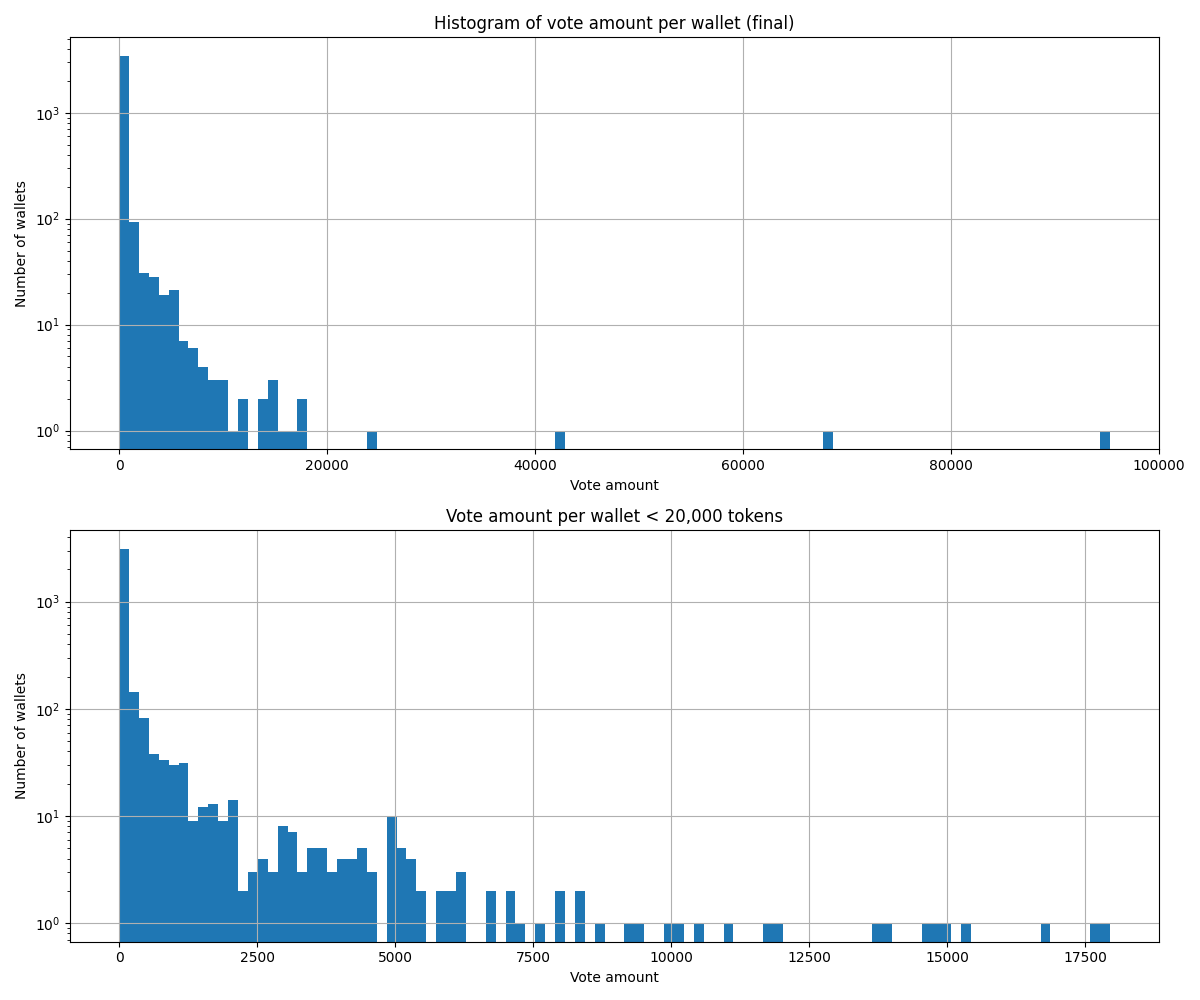 Histogram of vote amount per wallet (final)
Number of wallets
10³
10²
10¹
10⁰
0 20000 40000 60000 80000 100000
Vote amount
Vote amount per wallet < 20,000 tokens
Number of wallets
10³
10²
10¹
10⁰
0 2500 5000 7500 10000 12500 15000 17500
Vote amount